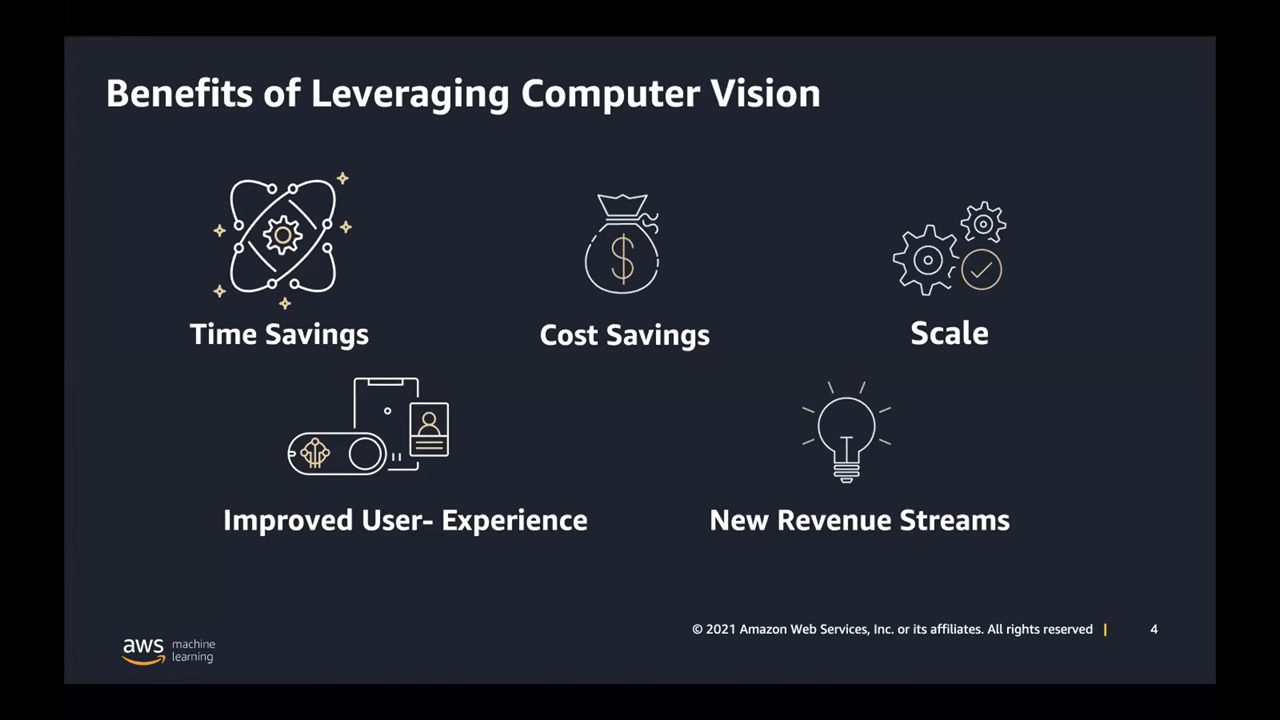 Benefits of Leveraging Computer Vision
Time Savings
Cost Savings
Scale
Improved User- Experience
New Revenue Streams
aws machine
learning
© 2021 Amazon Web Services, Inc. or its affiliates. All rights reserved | 4